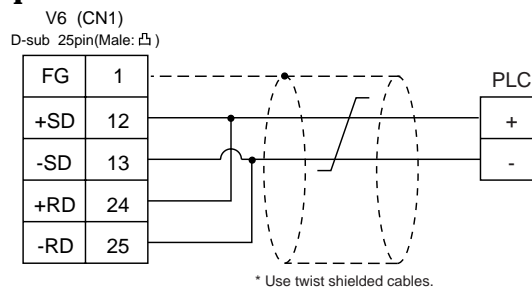 V6 (CN1)
D-sub 25pin(Male: 凸)
FG 1
PLC
+SD 12
+
-SD 13
-
+RD 24
-RD 25
* Use twist shielded cables.